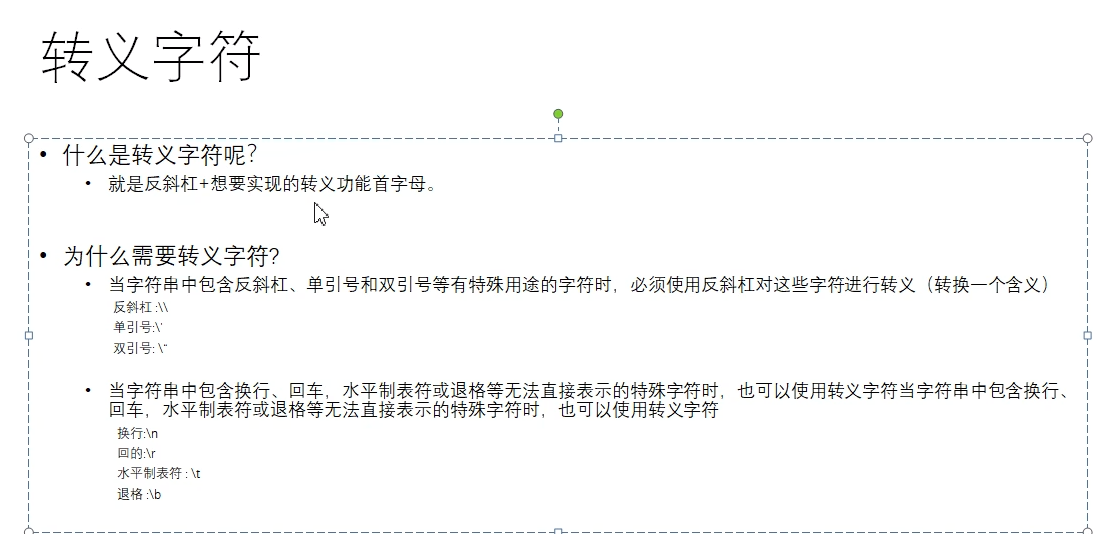 转义字符
• 什么是转义字符呢？
• 就是反斜杠+想要实现的转义功能首字母。
• 为什么需要转义字符?
• 当字符串中包含反斜杠、单引号和双引号等有特殊用途的字符时，必须使用反斜杠对这些字符进行转义（转换一个含义）
反斜杠 :\\
单引号:\'
双引号: \“
• 当字符串中包含换行、回车，水平制表符或退格等无法直接表示的特殊字符时，也可以使用转义字符当字符串中包含换行、
回车，水平制表符或退格等无法直接表示的特殊字符时，也可以使用转义字符
换行:\n
回的:\r
水平制表符 : \t
退格 :\b